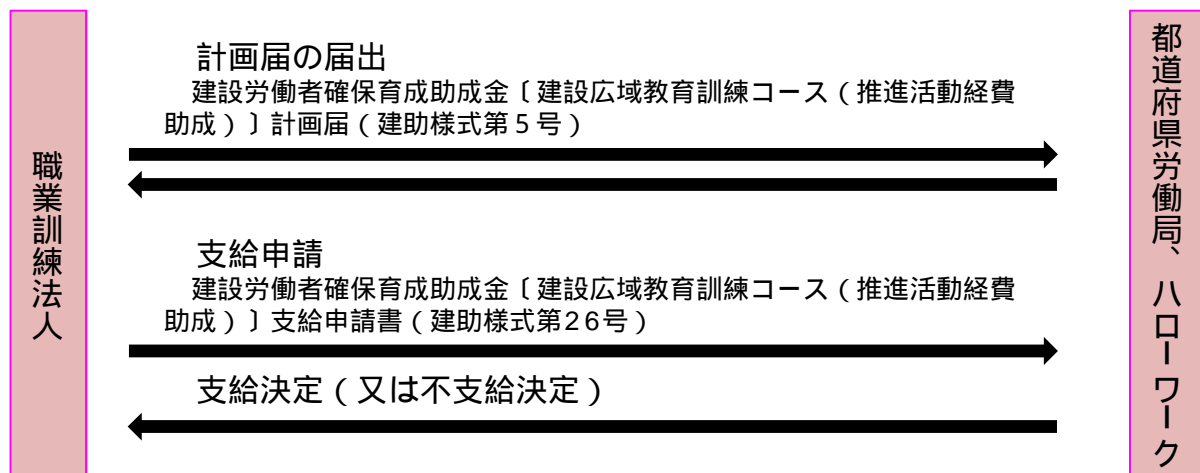 職業訓練法人
計画届の届出
建設労働者確保育成助成金〔建設広域教育訓練コース（推進活動経費
助成）〕計画届（建助様式第５号）
支給申請
建設労働者確保育成助成金〔建設広域教育訓練コース（推進活動経費
助成）〕支給申請書（建助様式第26号）
支給決定（又は不支給決定）
都道府県労働局、ハローワーク